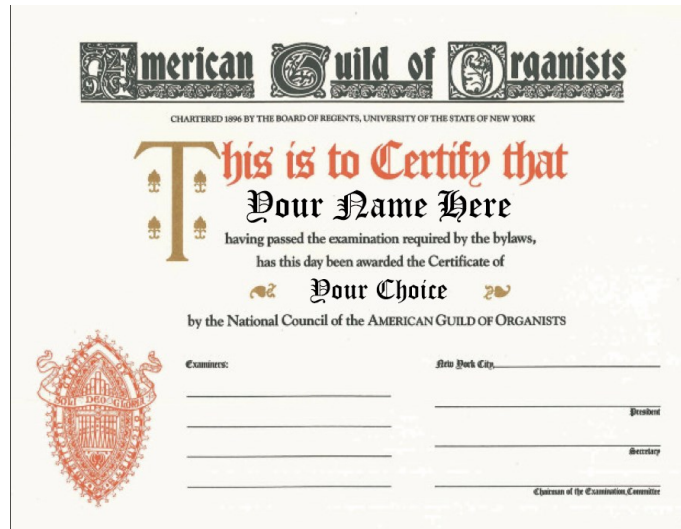 American Guild of Organists
CHARTERED 1896 BY THE BOARD OF REGENTS, UNIVERSITY OF THE STATE OF NEW YORK
This is to Certify that
Your Name Here
having passed the examination required by the bylaws,
has this day been awarded the Certificate of
Your Choice
by the National Council of the AMERICAN GUILD OF ORGANISTS
Examiners:
New York City,
SOLI DEO GLORIA
President
Secretary
Chairman of the Examination Committee